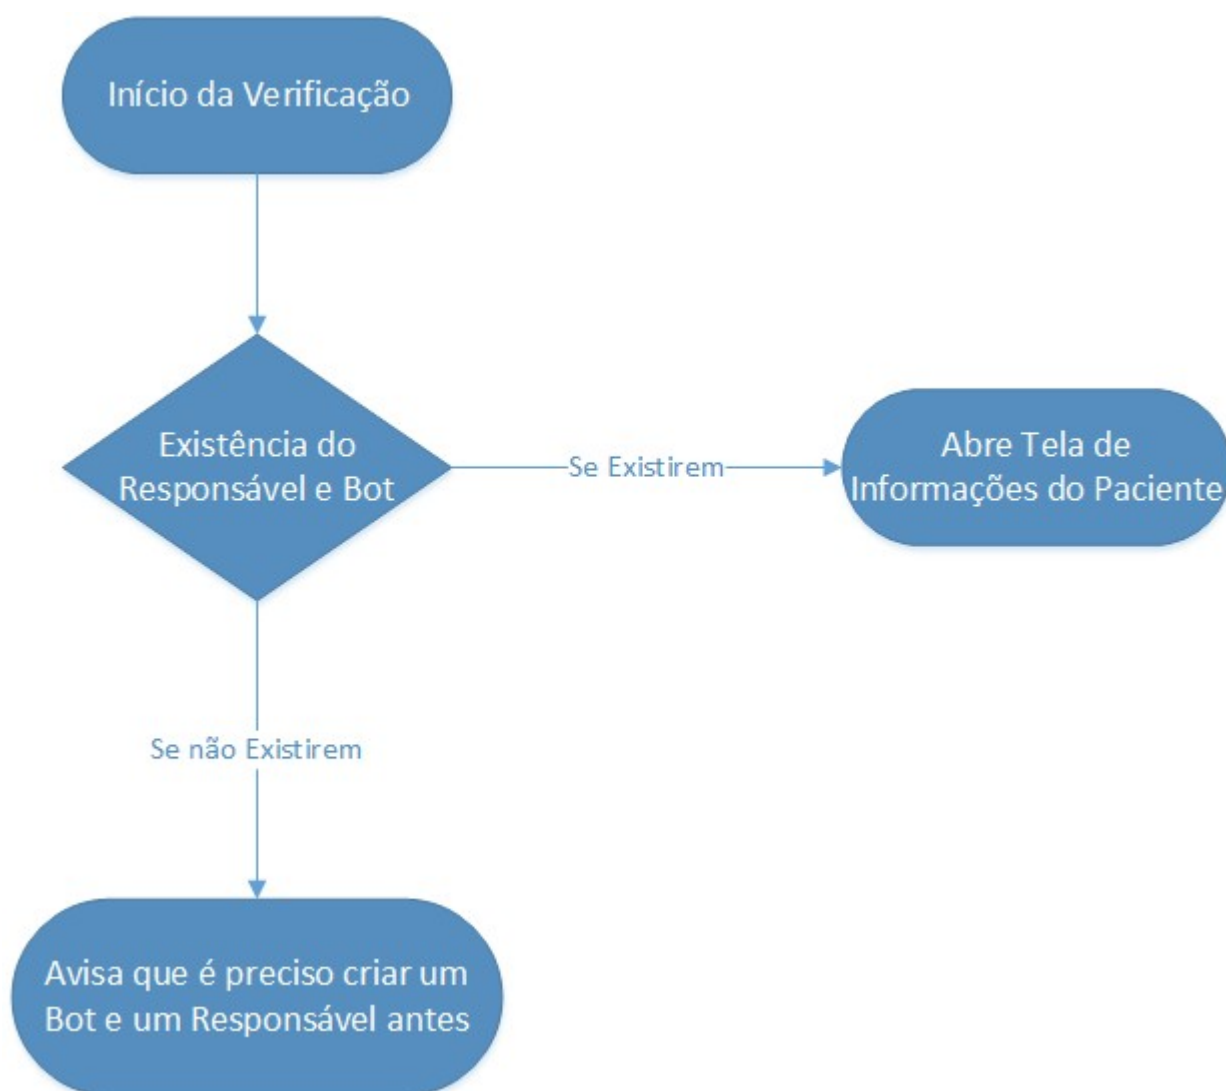 Início da Verificação
Existência do
Responsável e Bot
Se Existirem
Abre Tela de
Informações do Paciente
Se não Existirem
Avisa que é preciso criar um
Bot e um Responsável antes